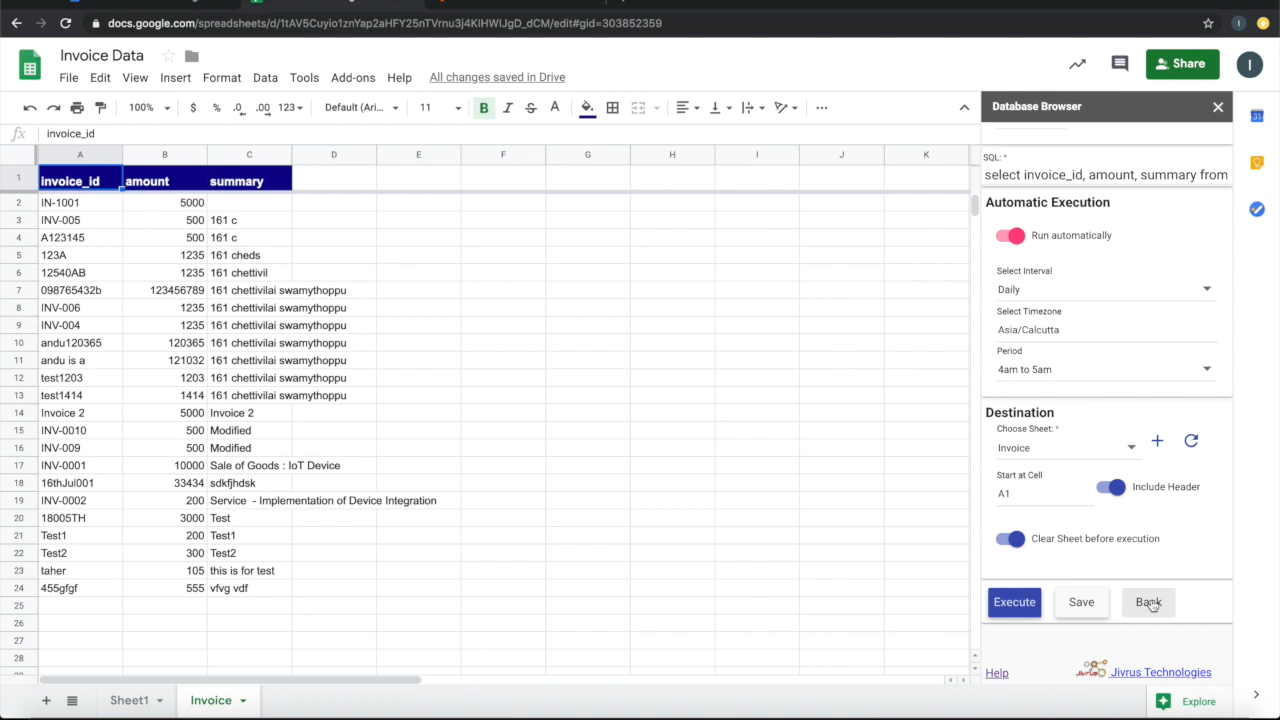 docs.google.com/spreadsheets/d/1tAV5Cuyio1znYap2aHFY25nTVrnu3j4KIHWIJgD_dCM/edit#gid=303852359
I
Invoice Data
File Edit View Insert Format Data Tools Add-ons Help All changes saved in Drive
Share
I
100% $ % .0 .00 123 Default (Ari... 11 B I S A
fx invoice_id
A B C D E F G H I J K
1 invoice_id amount summary
2 IN-1001 5000
3 INV-005 500 161 c
4 A123145 500 161 c
5 123A 1235 161 cheds
6 12540AB 1235 161 chettivil
7 098765432b 123456789 161 chettivilai swamythoppu
8 INV-006 1235 161 chettivilai swamythoppu
9 INV-004 1235 161 chettivilai swamythoppu
10 andu120365 120365 161 chettivilai swamythoppu
11 andu is a 121032 161 chettivilai swamythoppu
12 test1203 1203 161 chettivilai swamythoppu
13 test1414 1414 161 chettivilai swamythoppu
14 Invoice 2 5000 Invoice 2
15 INV-0010 500 Modified
16 INV-009 500 Modified
17 INV-0001 10000 Sale of Goods : IoT Device
18 16thJul001 33434 sdkfjhdsk
19 INV-0002 200 Service - Implementation of Device Integration
20 18005TH 3000 Test
21 Test1 200 Test1
22 Test2 300 Test2
23 taher 105 this is for test
24 455gfgf 555 vfvg vdf
25
26
27
28
Sheet1 Invoice
Database Browser
SQL: *
select invoice_id, amount, summary from
Automatic Execution
Run automatically
Select Interval
Daily
Select Timezone
Asia/Calcutta
Period
4am to 5am
Destination
Choose Sheet: *
Invoice
Start at Cell
A1
Include Header
Clear Sheet before execution
Execute Save Back
Help Jivrus Jivrus Technologies
Explore
31